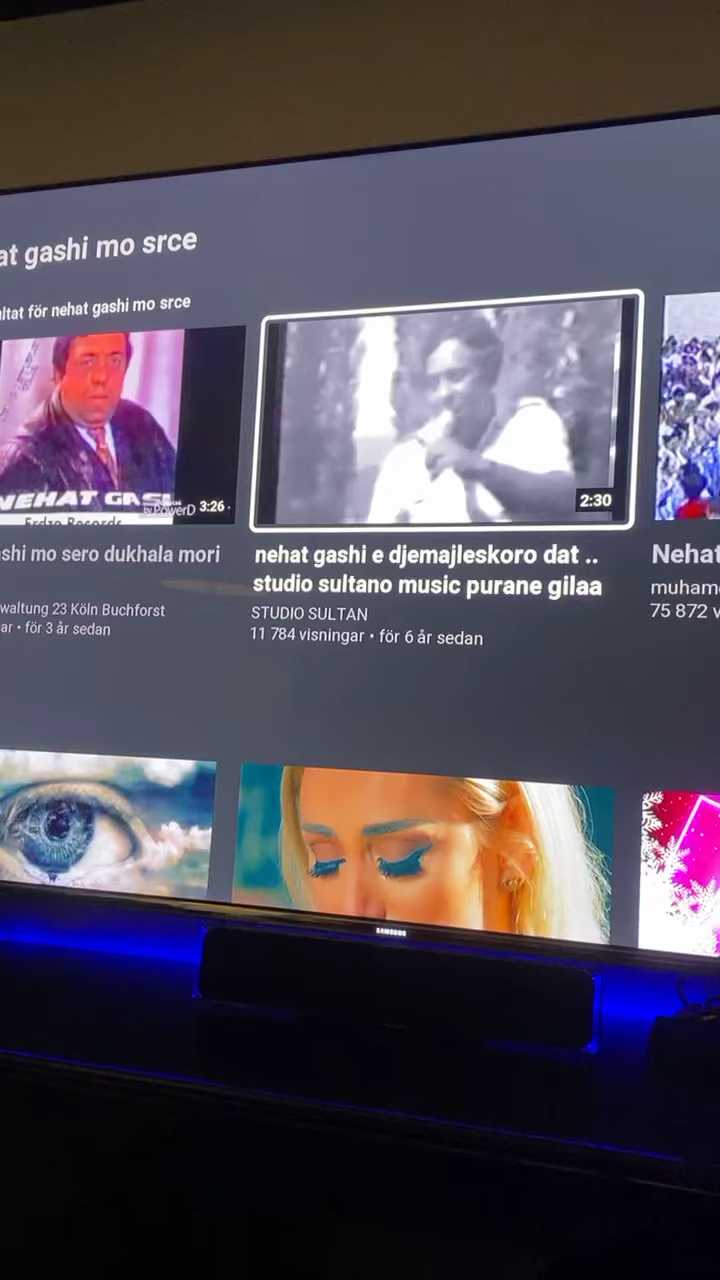 at gashi mo srce
ltat för nehat gashi mo srce
NEHAT GASI
by PowerD
3:26
Erdzo Records
2:30
shi mo sero dukhala mori
waltung 23 Köln Buchforst
ar • för 3 år sedan
nehat gashi e djemajleskoro dat ..
studio sultano music purane gilaa
STUDIO SULTAN
11 784 visningar • för 6 år sedan
Nehat
muham
75 872 v
SAMSUNG